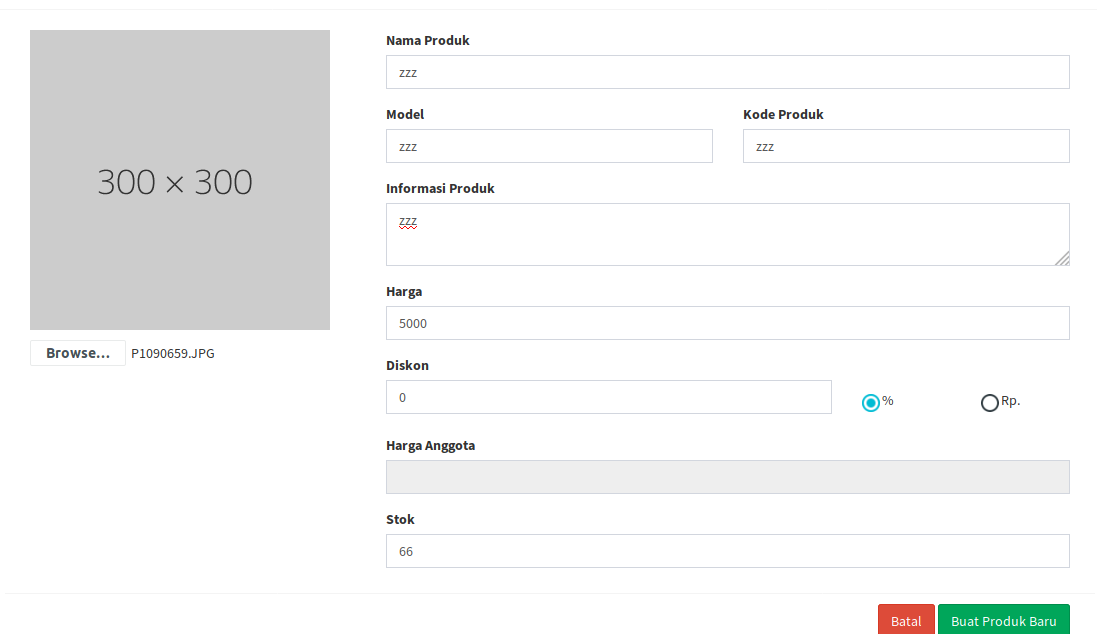 300 × 300
Browse... P1090659.JPG
Nama Produk
zzz
Model
zzz
Kode Produk
zzz
Informasi Produk
zzz
Harga
5000
Diskon
0
%
Rp.
Harga Anggota
Stok
66
Batal
Buat Produk Baru